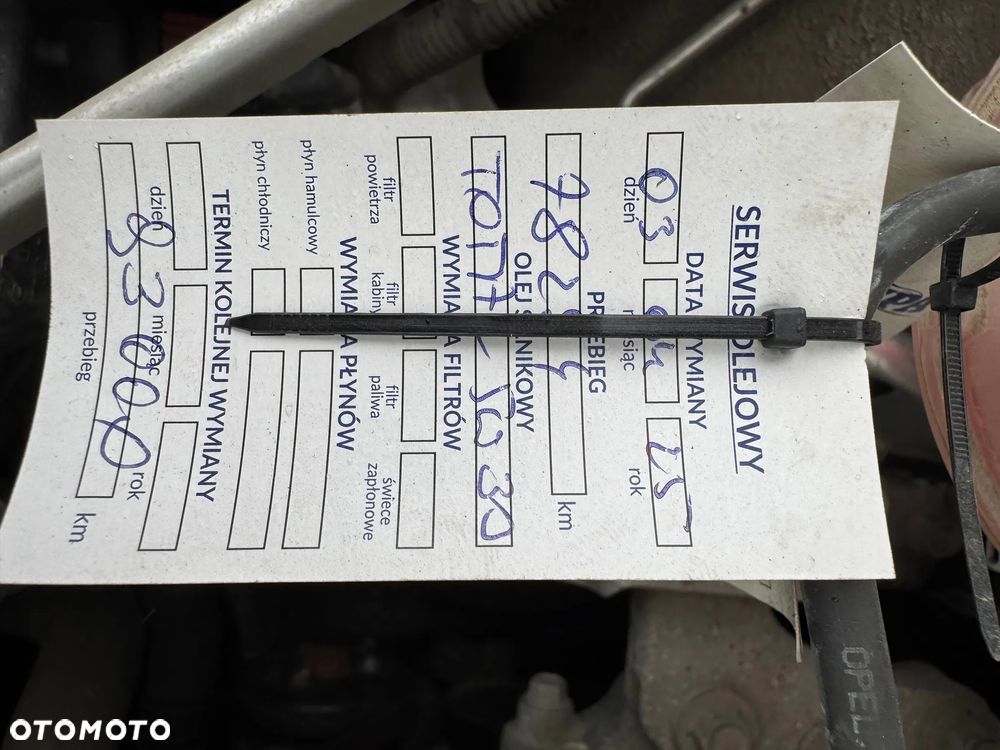 SERWIS OLEJOWY
DATA WYMIANY
03 04 25
dzień miesiąc rok
PRZEBIEG
km
OLEJ SILNIKOWY
TOTAL 5W30
WYMIANA FILTRÓW
filtr powietrza filtr kabiny filtr paliwa świece zapłonowe
WYMIANA PŁYNÓW
płyn hamulcowy
płyn chłodniczy
TERMIN KOLEJNEJ WYMIANY
dzień miesiąc rok
93000 km
przebieg
OPEL
OTOMOTO